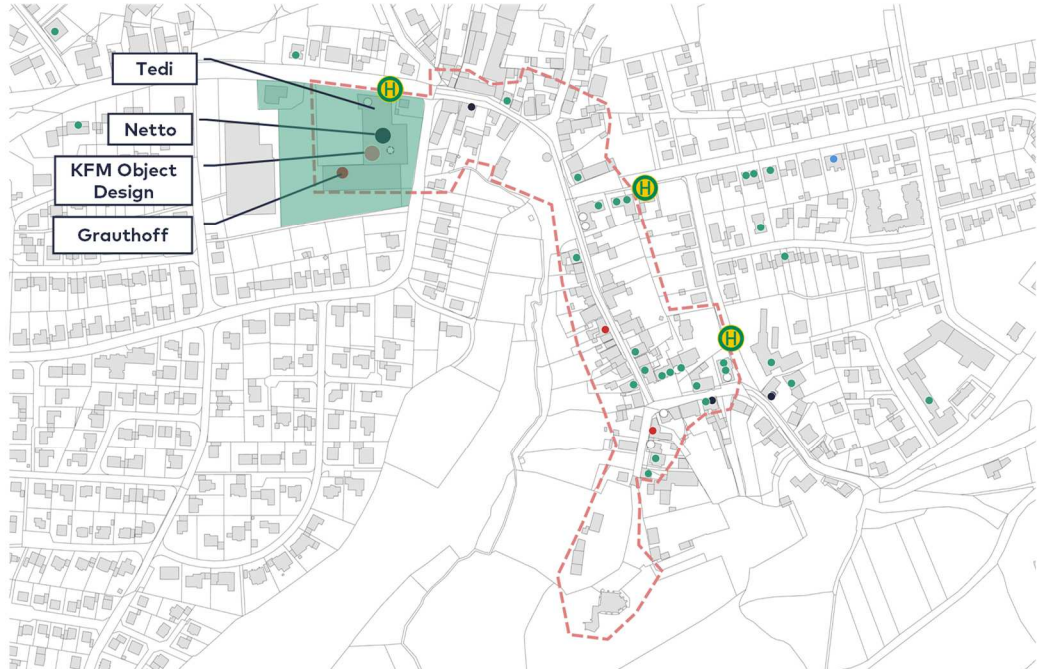 Tedi
H
Netto
KFM Object
Design
H
Grauthoff
H